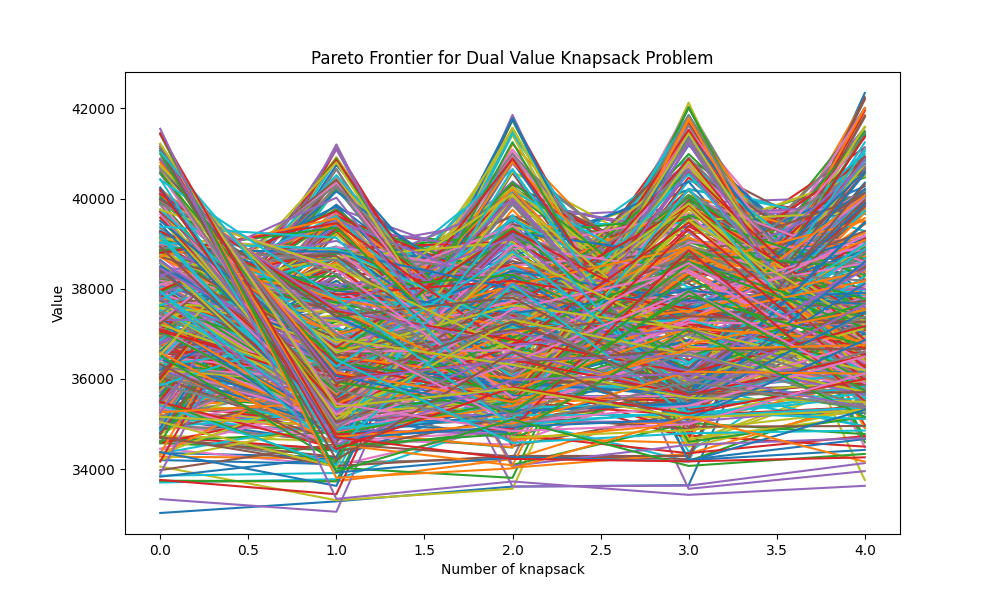 Pareto Frontier for Dual Value Knapsack Problem
Value
42000
40000
38000
36000
34000
0.0 0.5 1.0 1.5 2.0 2.5 3.0 3.5 4.0
Number of knapsack